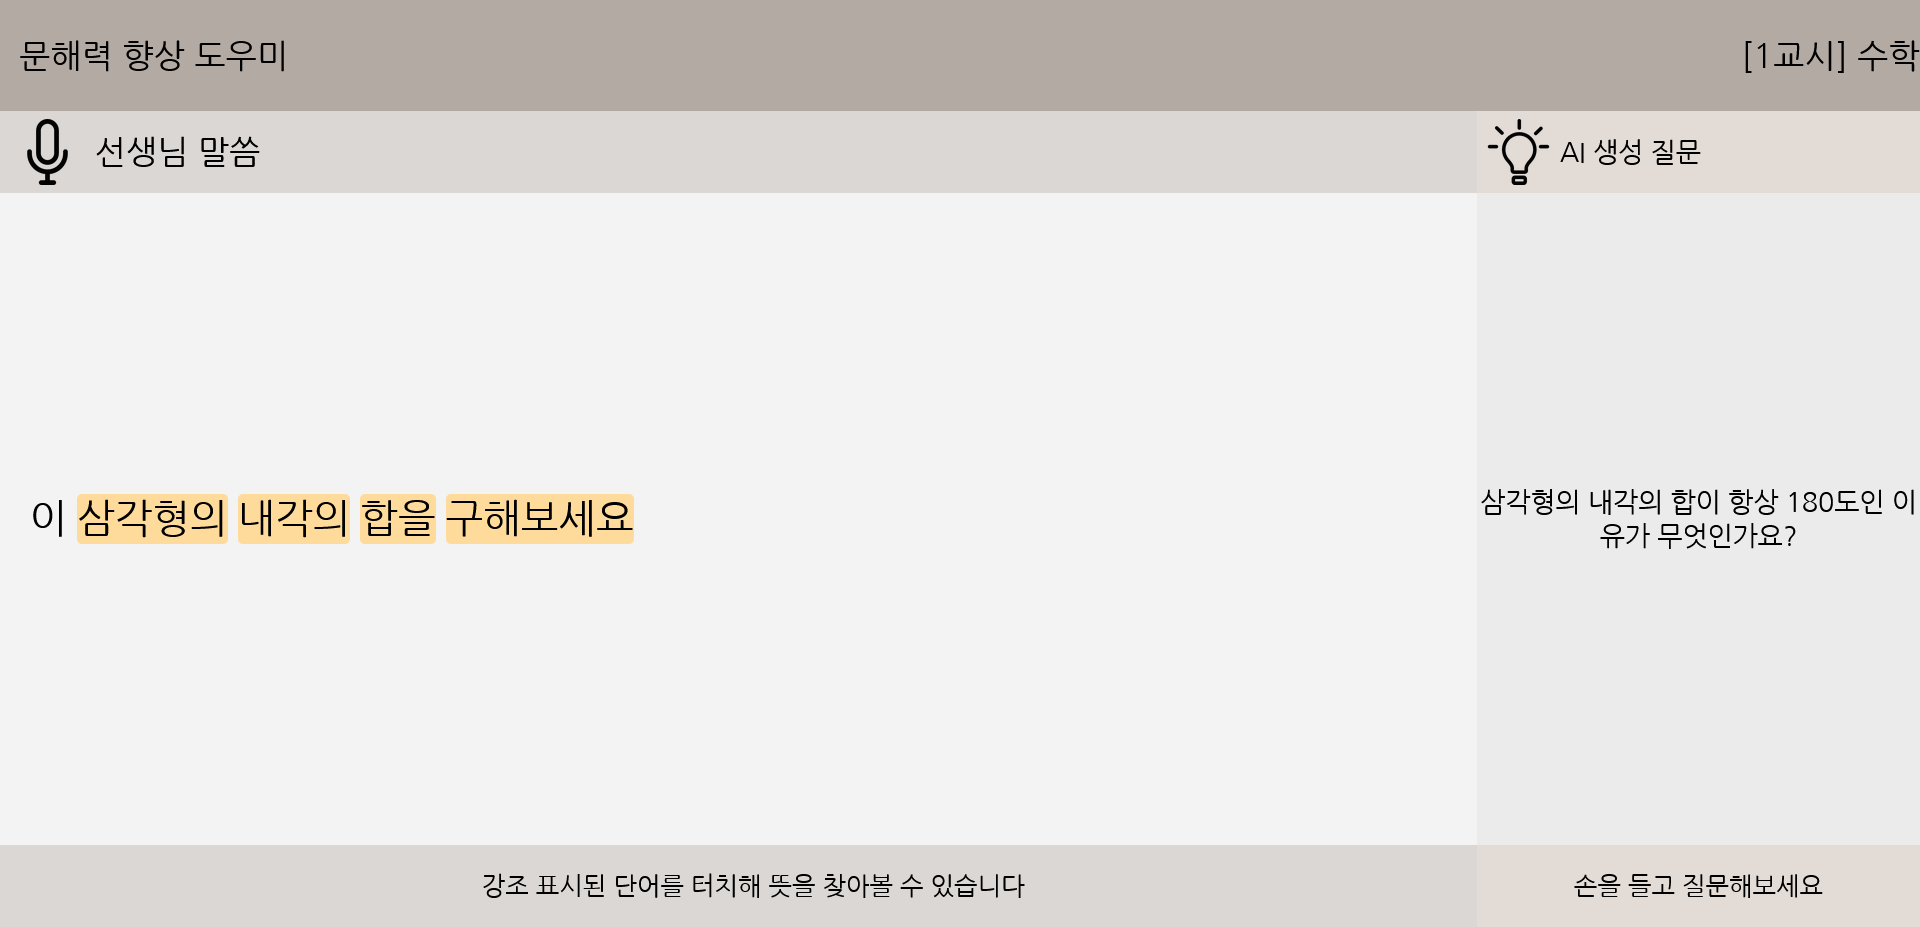 문해력 향상 도우미
[1교시] 수학
선생님 말씀
AI 생성 질문
이 삼각형의 내각의 합을 구해보세요
삼각형의 내각의 합이 항상 180도인 이
유가 무엇인가요?
강조 표시된 단어를 터치해 뜻을 찾아볼 수 있습니다
손을 들고 질문해보세요